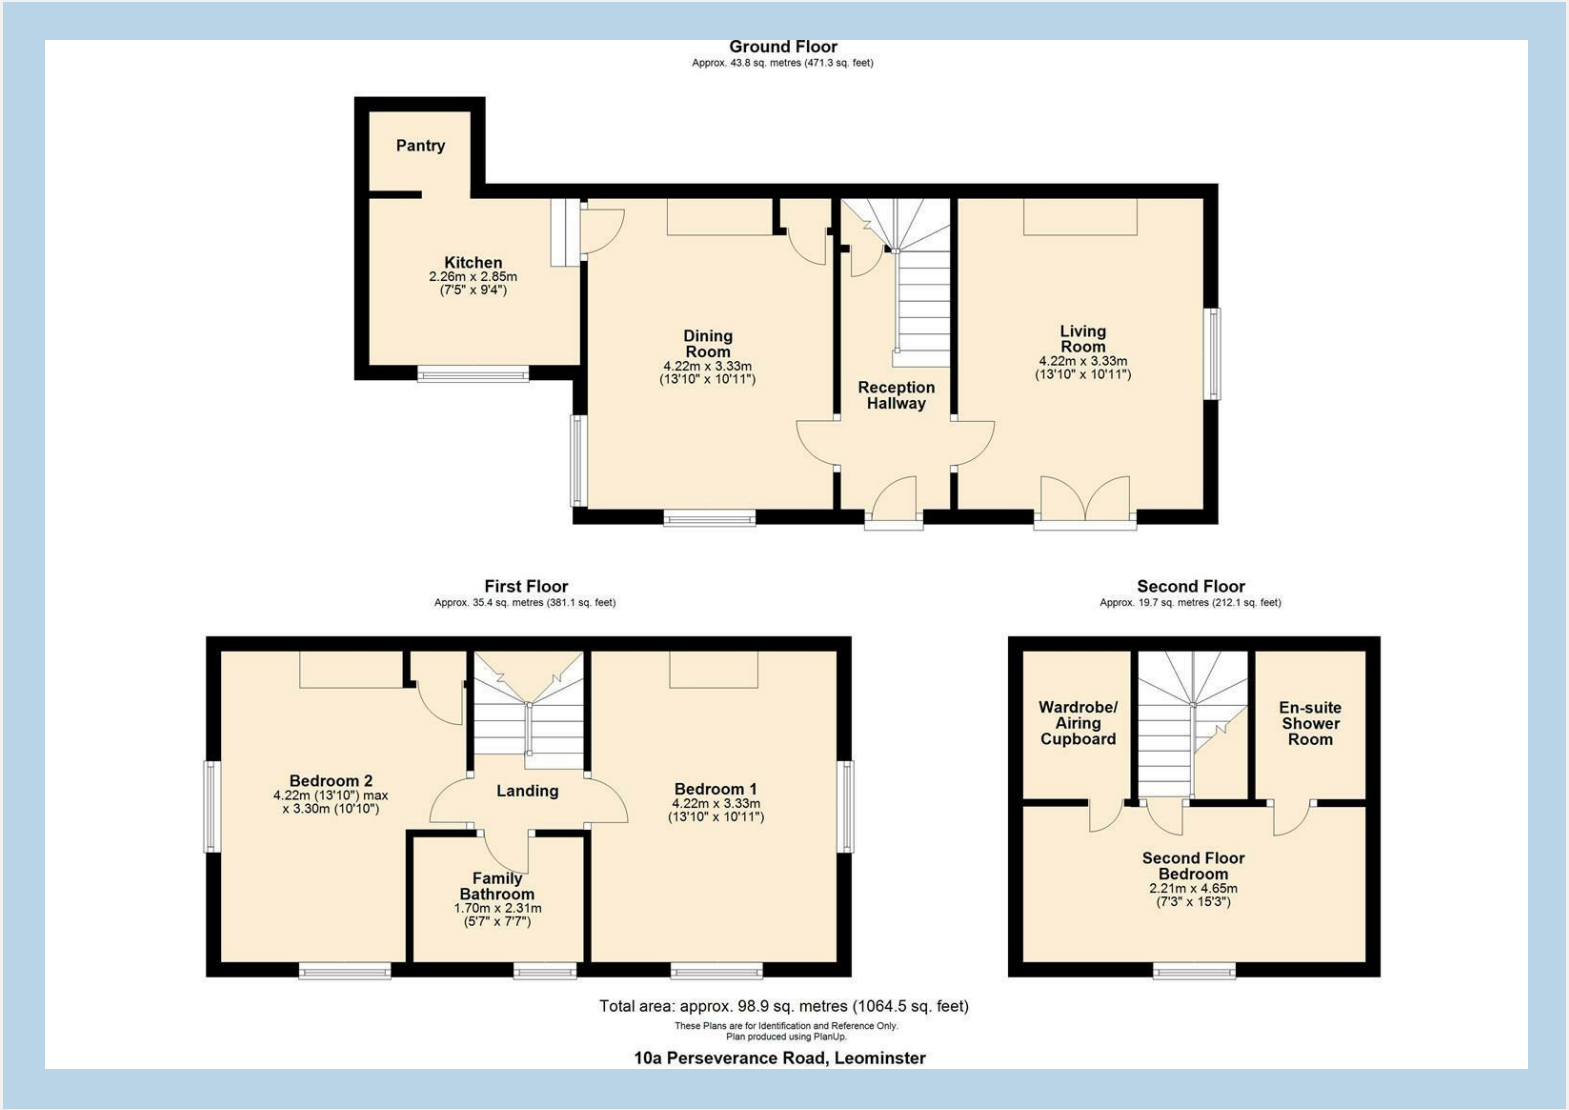 Ground Floor
Approx. 43.8 sq. metres (471.3 sq. feet)
Pantry
Kitchen
2.26m x 2.85m
(7'5" x 9'4")
Dining
Room
4.22m x 3.33m
(13'10" x 10'11")
Reception
Hallway
Living
Room
4.22m x 3.33m
(13'10" x 10'11")
First Floor
Approx. 35.4 sq. metres (381.1 sq. feet)
Bedroom 2
4.22m (13'10") max
x 3.30m (10'10")
Landing
Family
Bathroom
1.70m x 2.31m
(5'7" x 7'7")
Bedroom 1
4.22m x 3.33m
(13'10" x 10'11")
Second Floor
Approx. 19.7 sq. metres (212.1 sq. feet)
Wardrobe/
Airing
Cupboard
En-suite
Shower
Room
Second Floor
Bedroom
2.21m x 4.65m
(7'3" x 15'3")
Total area: approx. 98.9 sq. metres (1064.5 sq. feet)
These Plans are for Identification and Reference Only.
Plan produced using PlanUp.
10a Perseverance Road, Leominster